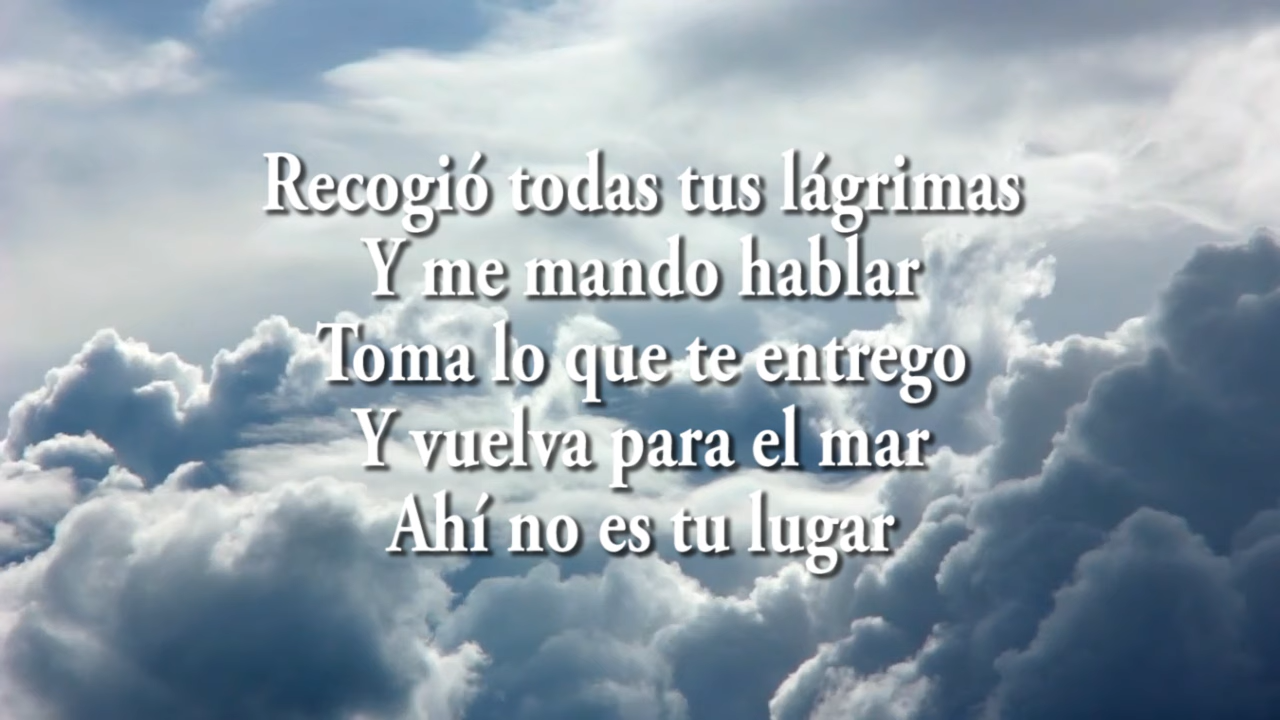 Recogió todas tus lágrimas
Y me mando hablar
Toma lo que te entrego
Y vuelva para el mar
Ahí no es tu lugar